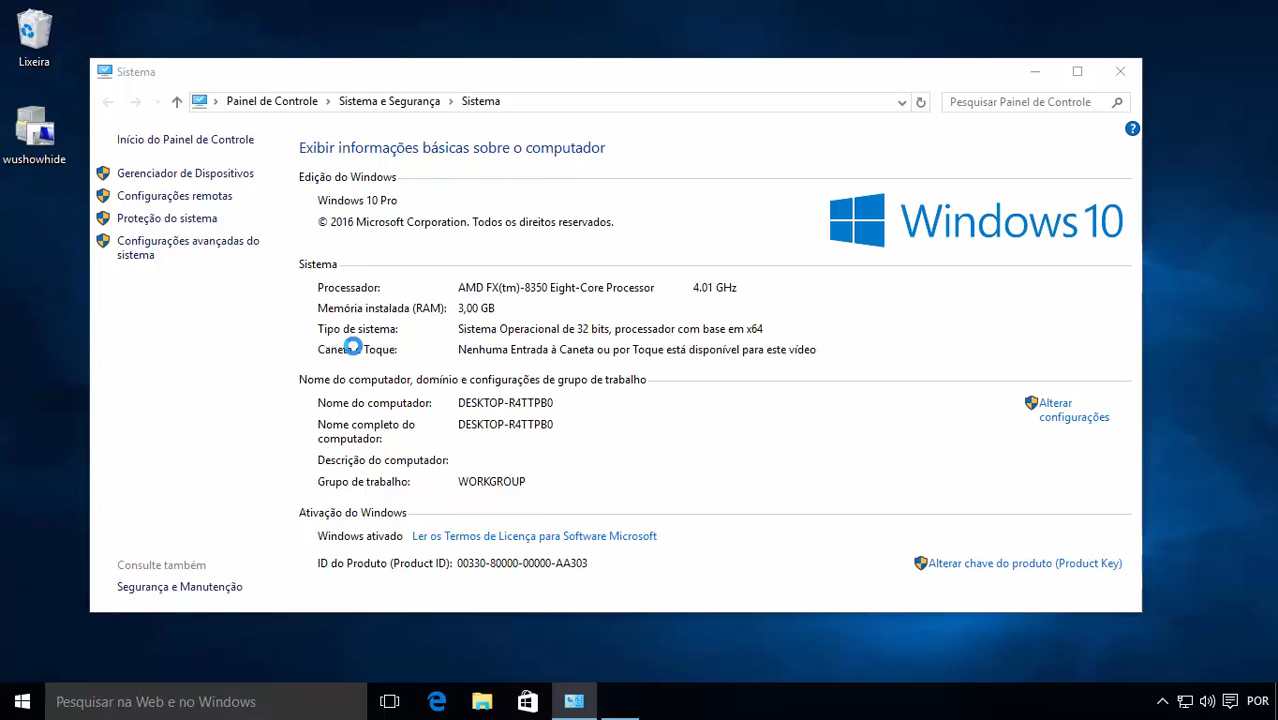 Lixeira
wushowhide
Sistema
Painel de Controle
Sistema e Segurança
Sistema
Pesquisar Painel de Controle
Início do Painel de Controle
Gerenciador de Dispositivos
Configurações remotas
Proteção do sistema
Configurações avançadas do
sistema
Consulte também
Segurança e Manutenção
Exibir informações básicas sobre o computador
Edição do Windows
Windows 10 Pro
© 2016 Microsoft Corporation. Todos os direitos reservados.
Windows 10
Sistema
Processador: AMD FX(tm)-8350 Eight-Core Processor 4.01 GHz
Memória instalada (RAM): 3,00 GB
Tipo de sistema: Sistema Operacional de 32 bits, processador com base em x64
Caneta e Toque: Nenhuma Entrada à Caneta ou por Toque está disponível para este vídeo
Nome do computador, domínio e configurações de grupo de trabalho
Nome do computador: DESKTOP-R4TTPB0
Alterar
configurações
Nome completo do
computador: DESKTOP-R4TTPB0
Descrição do computador:
Grupo de trabalho: WORKGROUP
Ativação do Windows
Windows ativado Ler os Termos de Licença para Software Microsoft
ID do Produto (Product ID): 00330-80000-00000-AA303
Alterar chave do produto (Product Key)
Pesquisar na Web e no Windows
POR